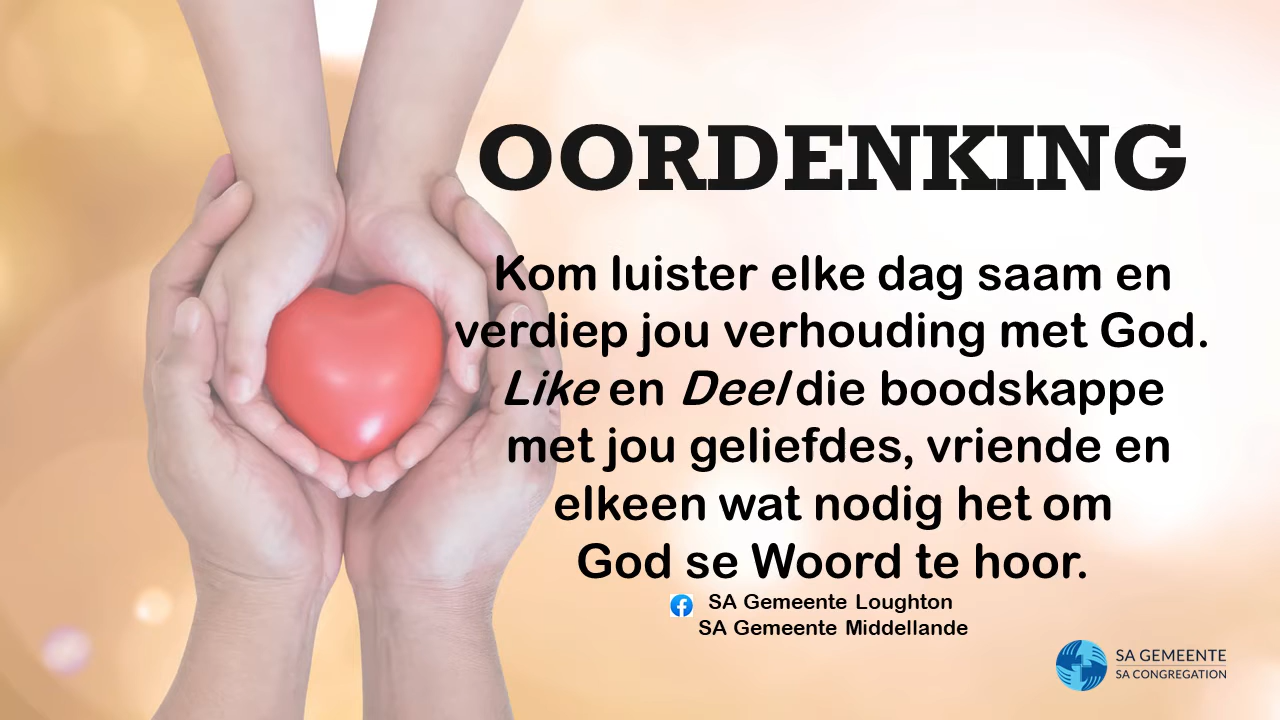 OORDENKING
Kom luister elke dag saam en
verdiep jou verhouding met God.
Like en Deel die boodskappe
met jou geliefdes, vriende en
elkeen wat nodig het om
God se Woord te hoor.
SA Gemeente Loughton
SA Gemeente Middellande
SA GEMEENTE
SA CONGREGATION